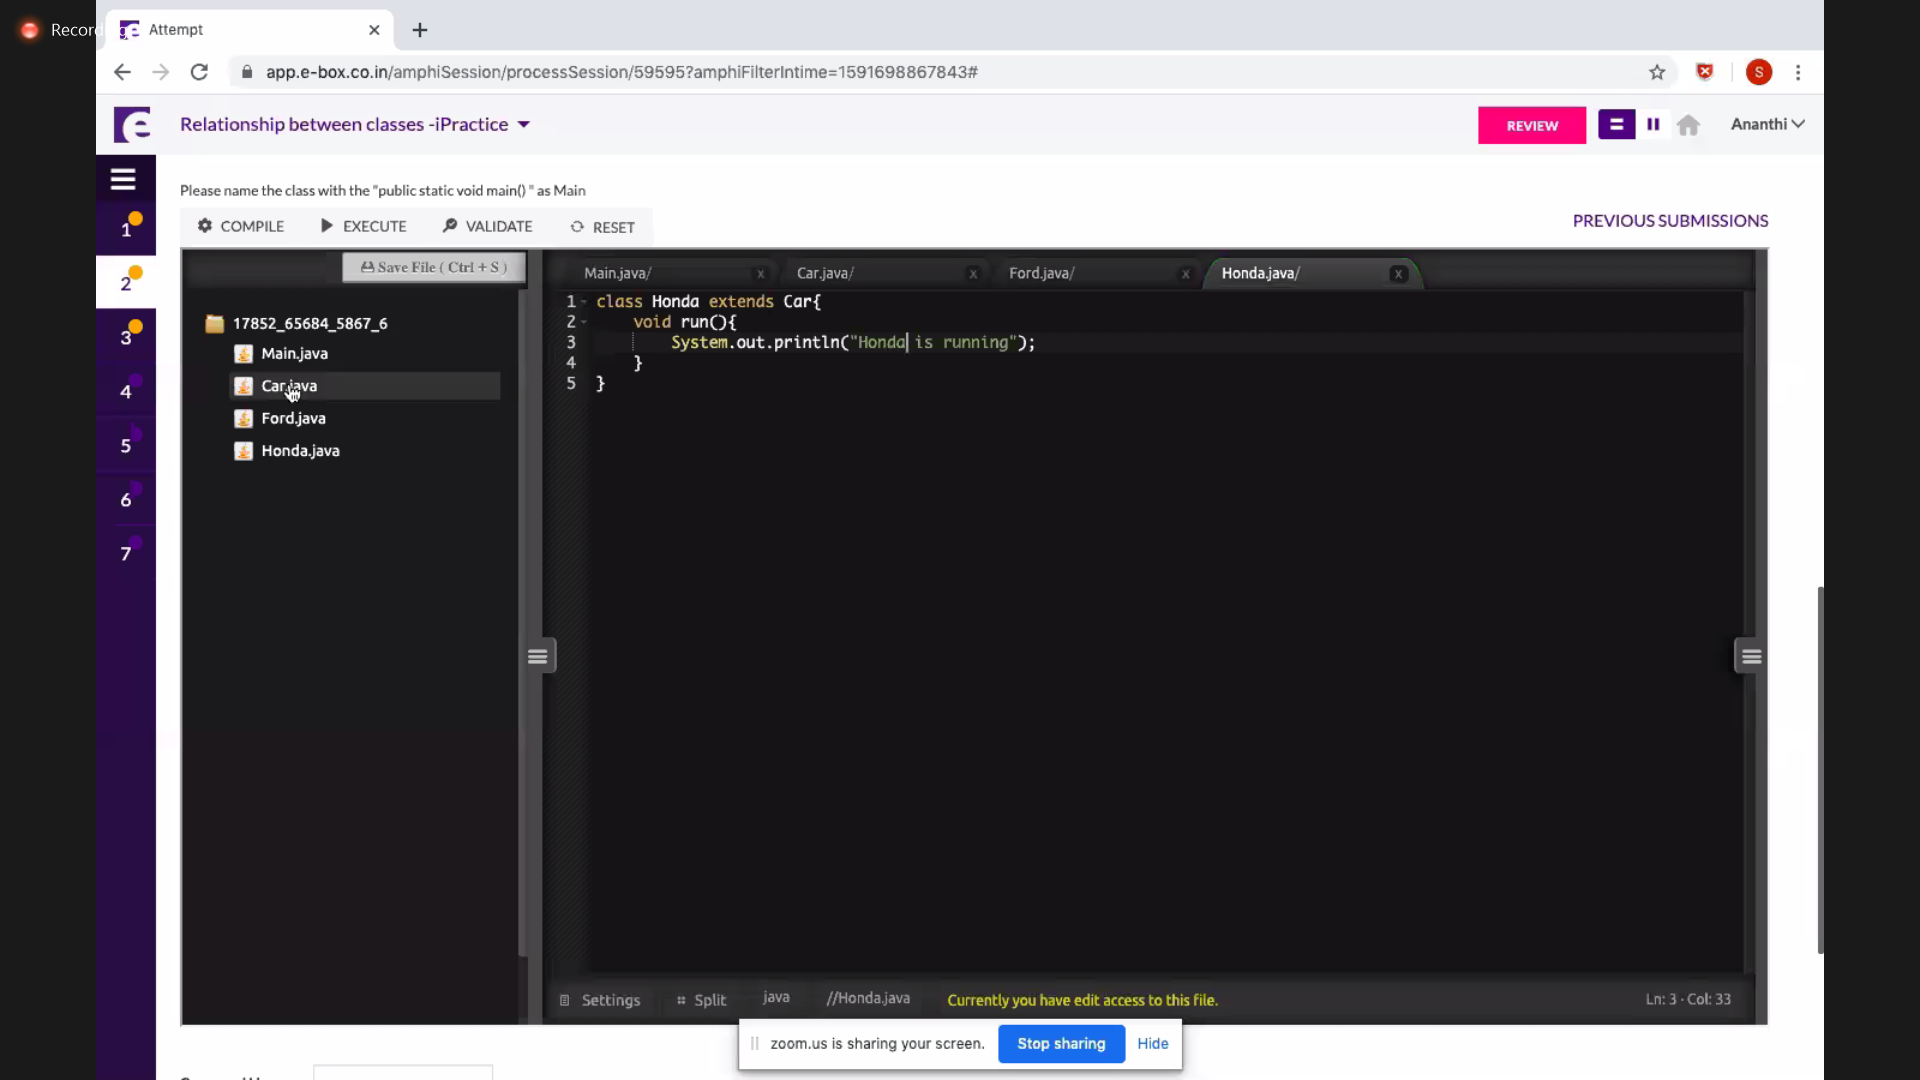 Record
Attempt
app.e-box.co.in/amphiSession/processSession/59595?amphiFilterIntime=1591698867843#
S
Relationship between classes -iPractice
REVIEW
Ananthi
Please name the class with the "public static void main() " as Main
COMPILE EXECUTE VALIDATE RESET
PREVIOUS SUBMISSIONS
1
2
3
4
5
6
7
Save File ( Ctrl + S )
17852_65684_5867_6
Main.java
Car.java
Ford.java
Honda.java
Main.java/ x Car.java/ x Ford.java/ x Honda.java/ x
1 class Honda extends Car{
2 void run(){
3 System.out.println("Honda is running");
4 }
5 }
Settings Split java //Honda.java Currently you have edit access to this file. Ln: 3 · Col: 33
zoom.us is sharing your screen. Stop sharing Hide